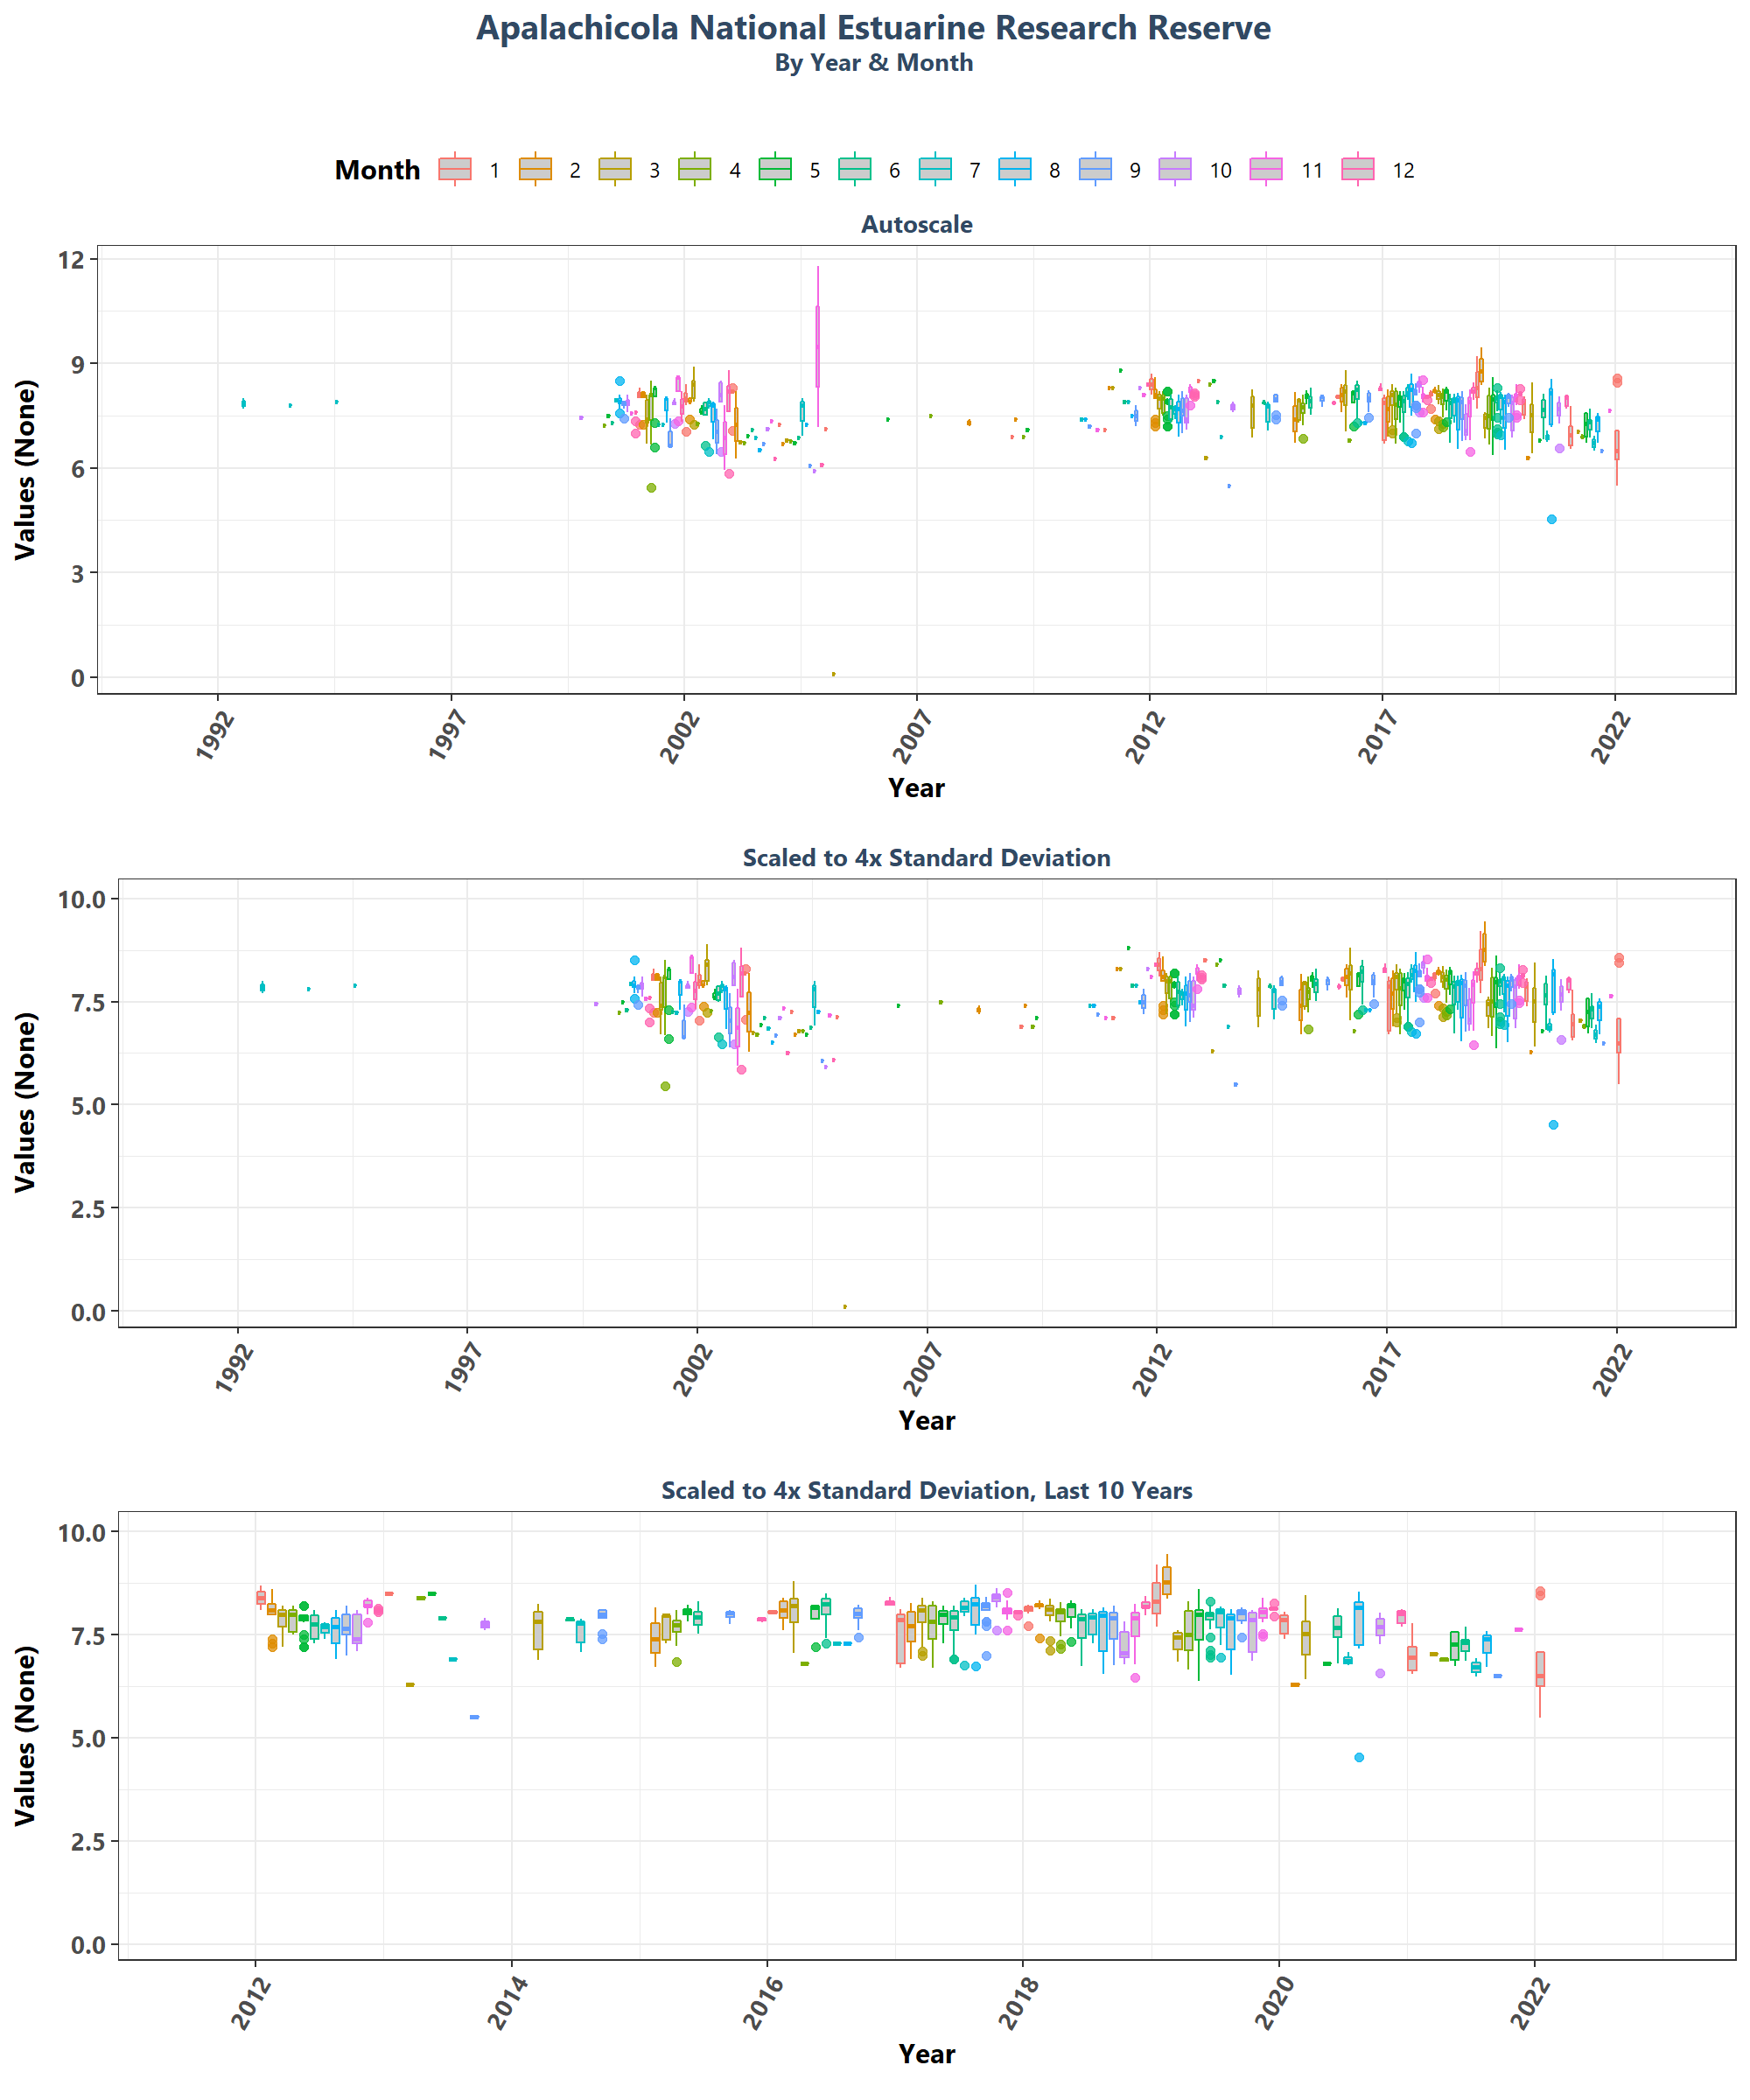 Apalachicola National Estuarine Research Reserve
By Year & Month
Month 1 2 3 4 5 6 7 8 9 10 11 12
Autoscale
12
9
6
3
0
Values (None)
1992 1997 2002 2007 2012 2017 2022
Year
Scaled to 4x Standard Deviation
10.0
7.5
5.0
2.5
0.0
Values (None)
1992 1997 2002 2007 2012 2017 2022
Year
Scaled to 4x Standard Deviation, Last 10 Years
10.0
7.5
5.0
2.5
0.0
Values (None)
2012 2014 2016 2018 2020 2022
Year